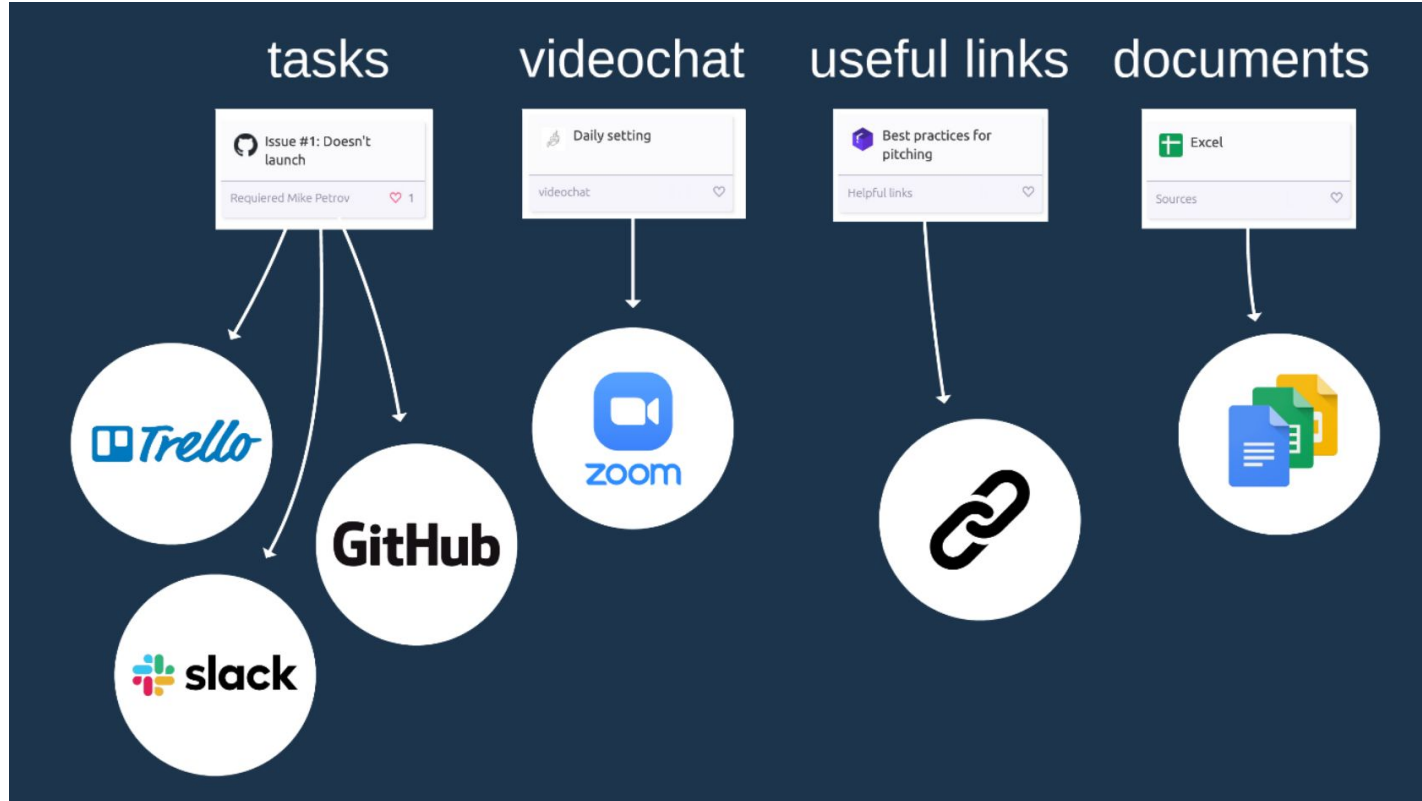 tasks
videochat
useful links
documents
Issue #1: Doesn't
launch
Requiered Mike Petrov
1
Daily setting
videochat
Best practices for
pitching
Helpful links
Excel
Sources
Trello
GitHub
slack
zoom